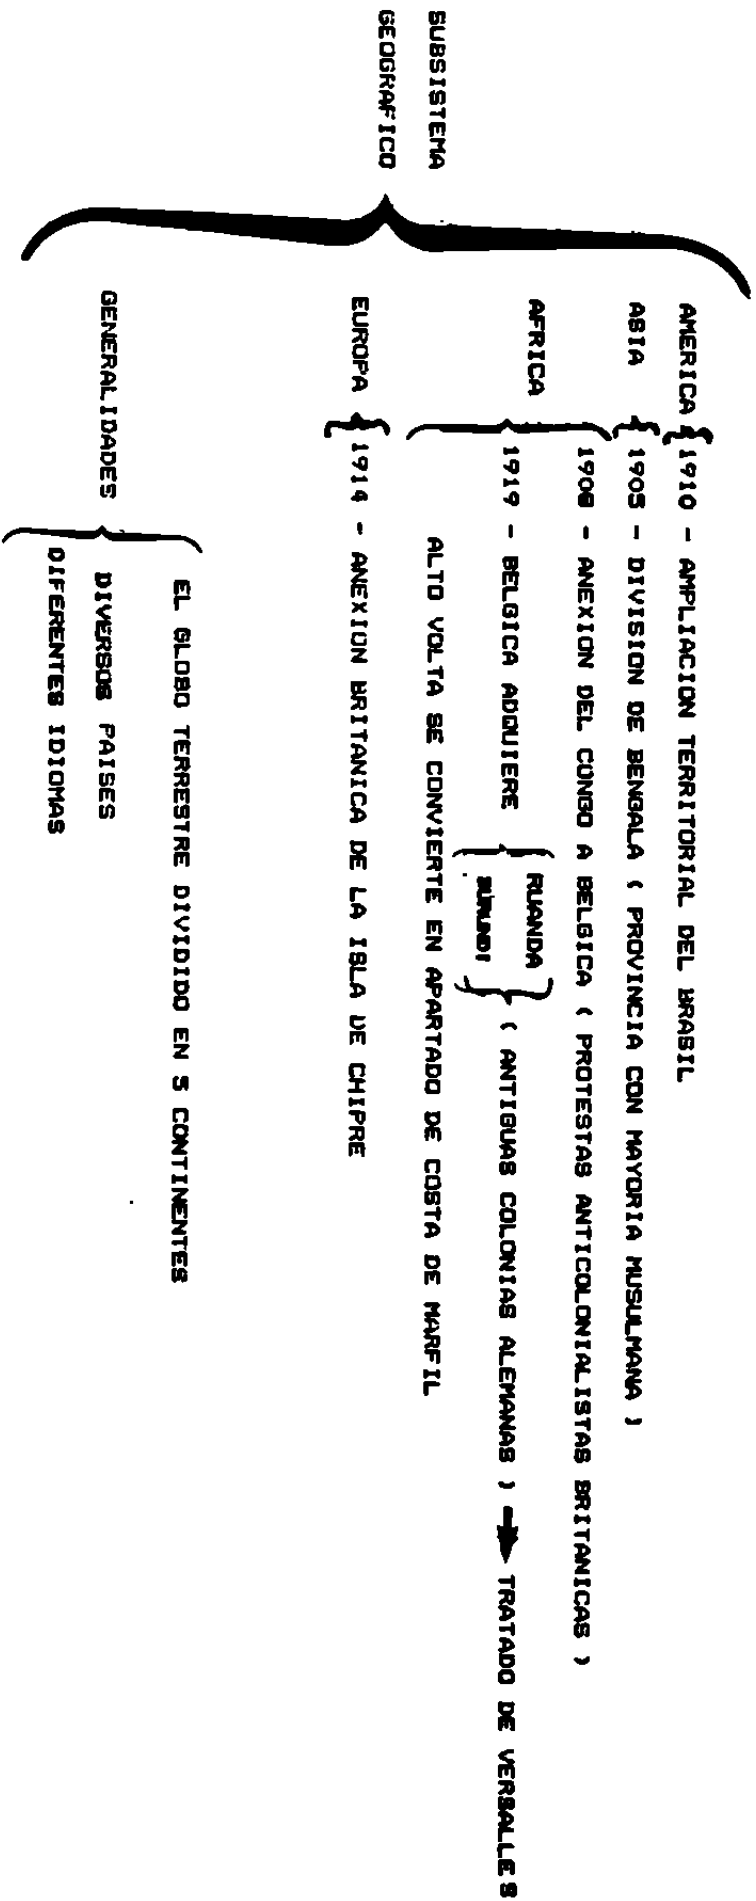 SUBSISTEMA
GEOGRAFICO
AMERICA 1910 - AMPLIACION TERRITORIAL DEL BRASIL
ASIA 1905 - DIVISION DE BENGALA ( PROVINCIA CON MAYORIA MUSULMANA )
AFRICA
1908 - ANEXION DEL CONGO A BELGICA ( PROTESTAS ANTICOLONIALISTAS BRITANICAS )
1919 - BELGICA ADQUIERE
RUANDA
BURUNDI
( ANTIGUAS COLONIAS ALEMANAS ) → TRATADO DE VERSALLES
ALTO VOLTA SE CONVIERTE EN APARTADO DE COSTA DE MARFIL
EUROPA 1914 - ANEXION BRITANICA DE LA ISLA DE CHIPRE
GENERALIDADES
EL GLOBO TERRESTRE DIVIDIDO EN 5 CONTINENTES
DIVERSOS PAISES
DIFERENTES IDIOMAS